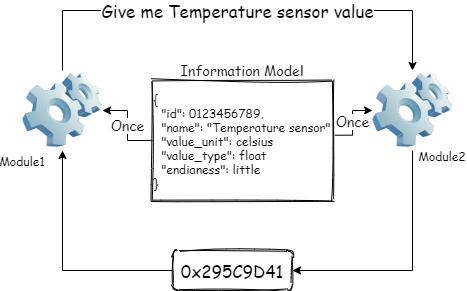 Give me Temperature sensor value
Information Model
{
"id": 0123456789,
"name": "Temperature sensor"
"value_unit": celsius
"value_type": float
"endianess": little
}
Once
Once
Module1
Module2
0x295C9D41